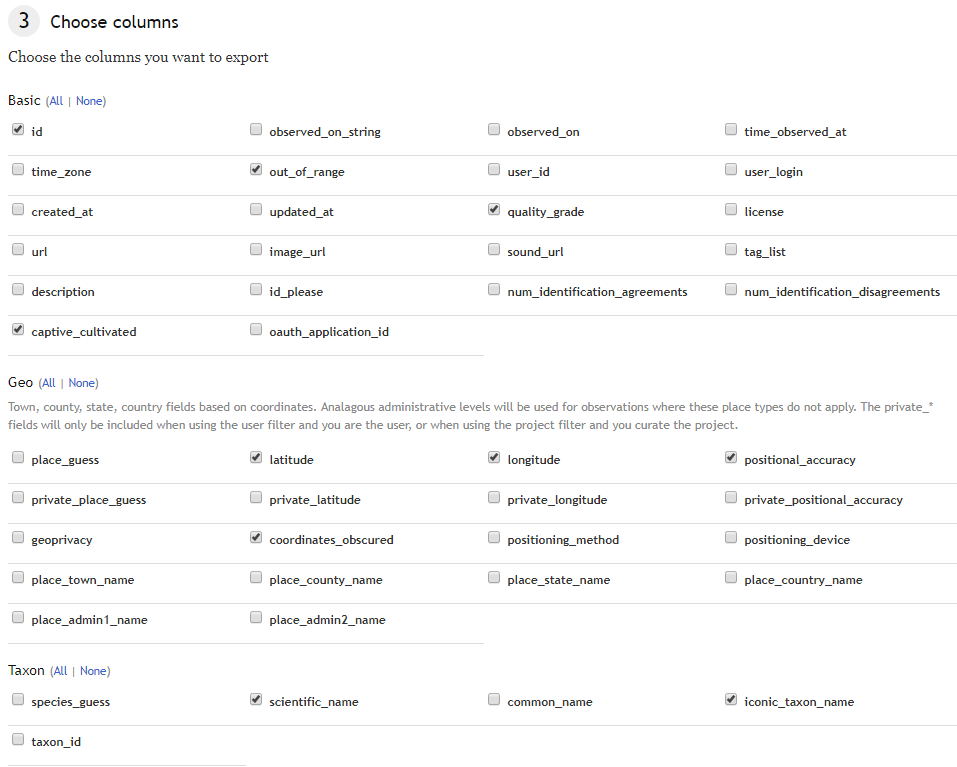 3 Choose columns
Choose the columns you want to export
Basic (All | None)
id observed_on_string observed_on time_observed_at
time_zone out_of_range user_id user_login
created_at updated_at quality_grade license
url image_url sound_url tag_list
description id_please num_identification_agreements num_identification_disagreements
captive_cultivated oauth_application_id
Geo (All | None)
Town, county, state, country fields based on coordinates. Analagous administrative levels will be used for observations where these place types do not apply. The private_*
fields will only be included when using the user filter and you are the user, or when using the project filter and you curate the project.
place_guess latitude longitude positional_accuracy
private_place_guess private_latitude private_longitude private_positional_accuracy
geoprivacy coordinates_obscured positioning_method positioning_device
place_town_name place_county_name place_state_name place_country_name
place_admin1_name place_admin2_name
Taxon (All | None)
species_guess scientific_name common_name iconic_taxon_name
taxon_id